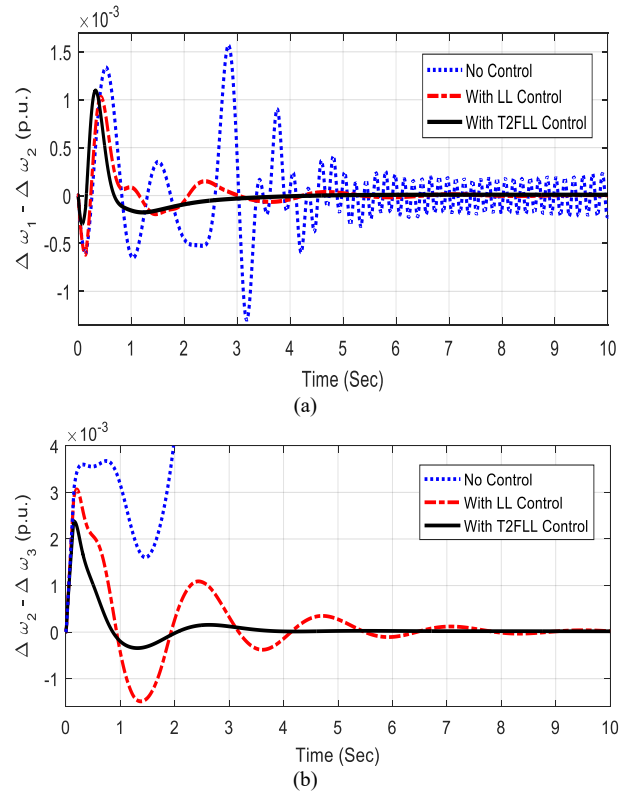 ×10⁻³
1.5
1
0.5
0
-0.5
-1
Δ ω₁ - Δ ω₂ (p.u.)
No Control
With LL Control
With T2FLL Control
0 1 2 3 4 5 6 7 8 9 10
Time (Sec)
(a)
×10⁻³
4
3
2
1
0
-1
Δ ω₂ - Δ ω₃ (p.u.)
No Control
With LL Control
With T2FLL Control
0 1 2 3 4 5 6 7 8 9 10
Time (Sec)
(b)